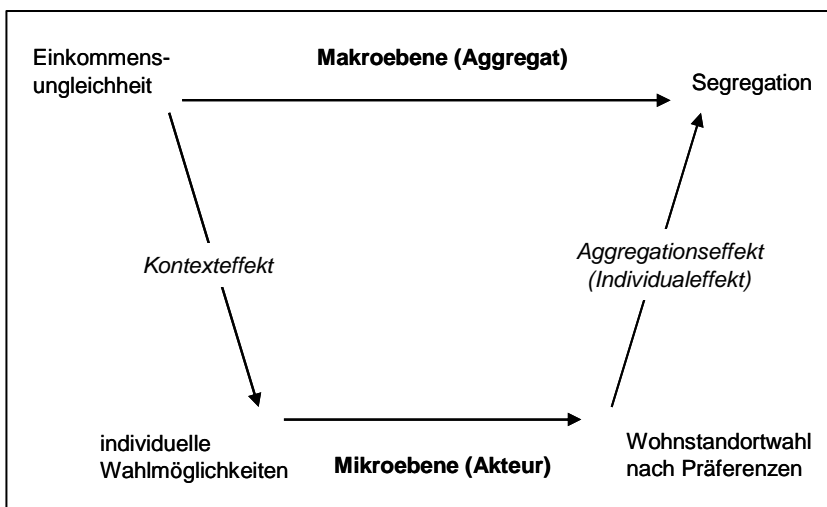 Einkommens-
ungleichheit
Makroebene (Aggregat)
Segregation
Kontexteffekt
Aggregationseffekt
(Individualeffekt)
individuelle
Wahlmöglichkeiten
Mikroebene (Akteur)
Wohnstandortwahl
nach Präferenzen